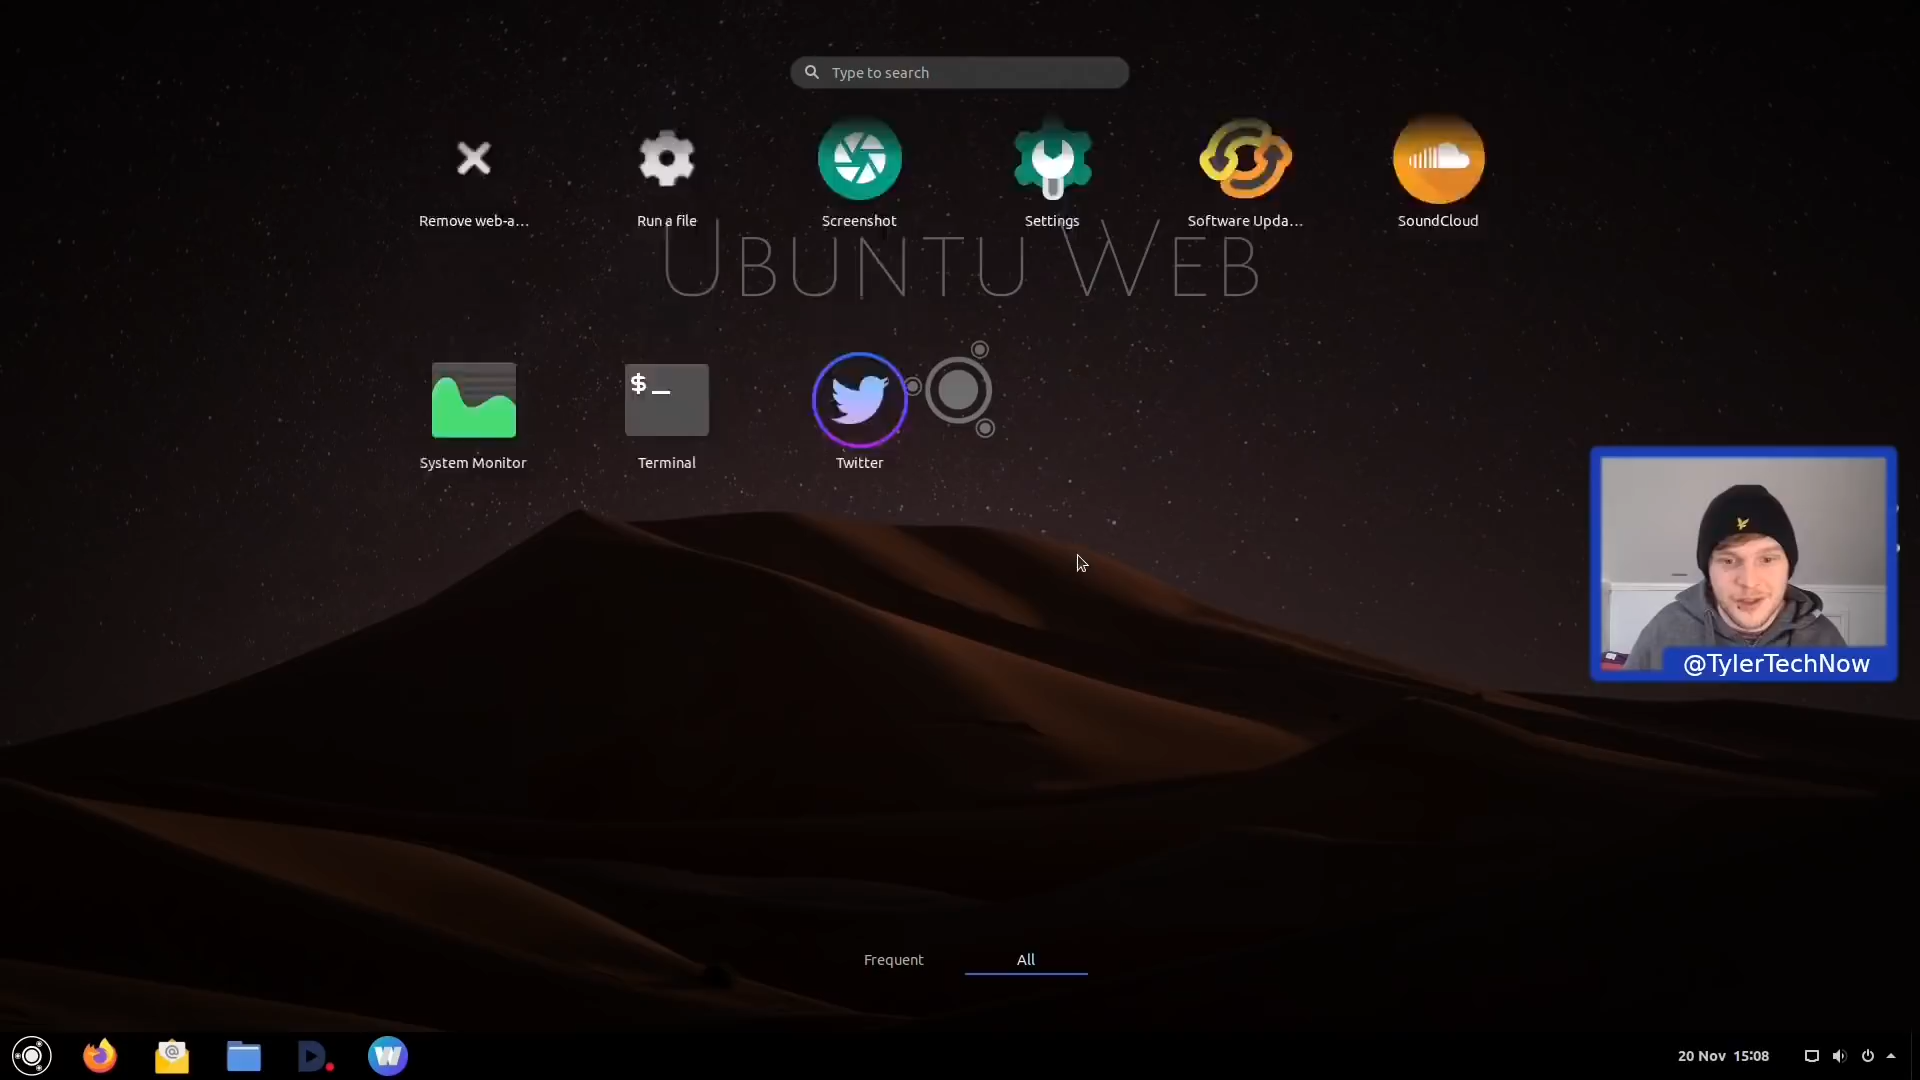 Type to search
Remove web-a...
Run a file
Screenshot
Settings
Software Upda...
SoundCloud
UBUNTU WEB
$_
System Monitor
Terminal
Twitter
@TylerTechNow
Frequent
All
20 Nov 15:08